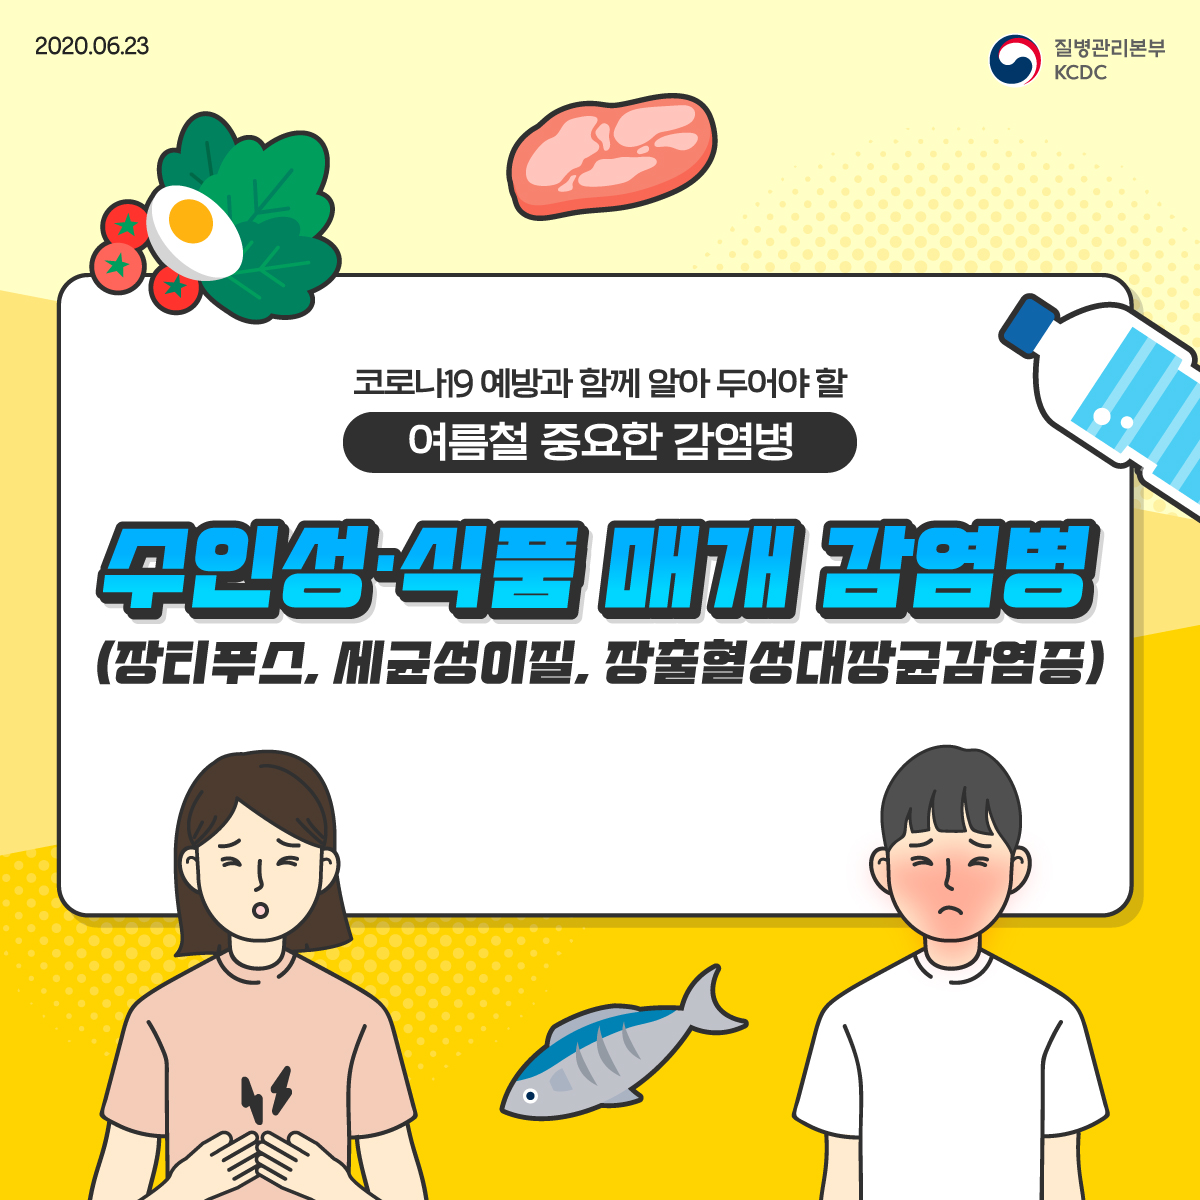 2020.06.23
질병관리본부
KCDC
코로나19 예방과 함께 알아 두어야 할
여름철 중요한 감염병
수인성·식품 매개 감염병
(장티푸스, 세균성이질, 장출혈성대장균감염증)